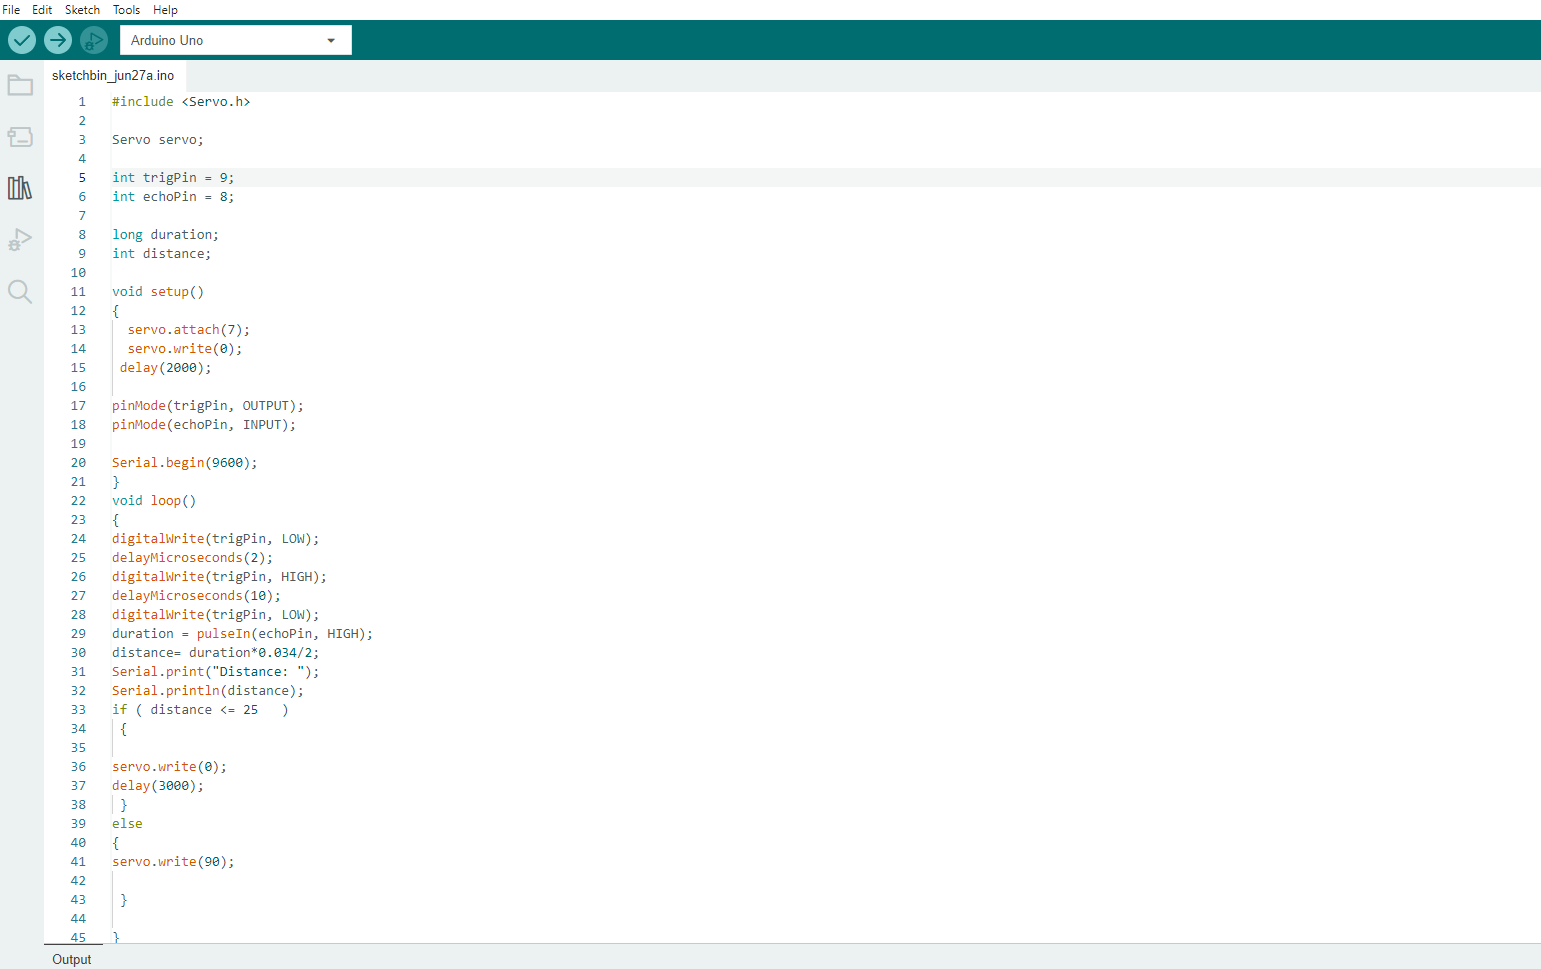 File Edit Sketch Tools Help
Arduino Uno
sketchbin_jun27a.ino
1 #include <Servo.h>
2
3 Servo servo;
4
5 int trigPin = 9;
6 int echoPin = 8;
7
8 long duration;
9 int distance;
10
11 void setup()
12 {
13 servo.attach(7);
14 servo.write(0);
15 delay(2000);
16
17 pinMode(trigPin, OUTPUT);
18 pinMode(echoPin, INPUT);
19
20 Serial.begin(9600);
21 }
22 void loop()
23 {
24 digitalWrite(trigPin, LOW);
25 delayMicroseconds(2);
26 digitalWrite(trigPin, HIGH);
27 delayMicroseconds(10);
28 digitalWrite(trigPin, LOW);
29 duration = pulseIn(echoPin, HIGH);
30 distance= duration*0.034/2;
31 Serial.print("Distance: ");
32 Serial.println(distance);
33 if ( distance <= 25   )
34 {
35
36 servo.write(0);
37 delay(3000);
38 }
39 else
40 {
41 servo.write(90);
42
43 }
44
45 }
Output